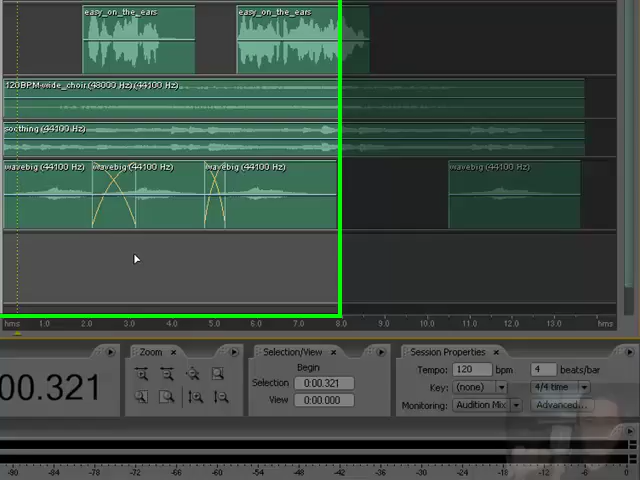 easy_on_the_ears easy_on_the_ears
120BPM-wide_choir (48000 Hz) (44100 Hz)
soothing (44100 Hz)
wavebig (44100 Hz) wavebig (44100 Hz) wavebig (44100 Hz) wavebig (44100 Hz)
hms 1.0 2.0 3.0 4.0 5.0 6.0 7.0 8.0 9.0 10.0 11.0 12.0 13.0 hms
Zoom × Selection/View × Session Properties ×
Begin
Tempo: 120 bpm 4 beats/bar
00.321
Selection 0:00.321
Key: (none) 4/4 time
View 0:00.000
Monitoring: Audition Mix Advanced...
-90 -84 -78 -72 -66 -60 -54 -48 -42 -36 -30 -24 -18 -12 -6 0